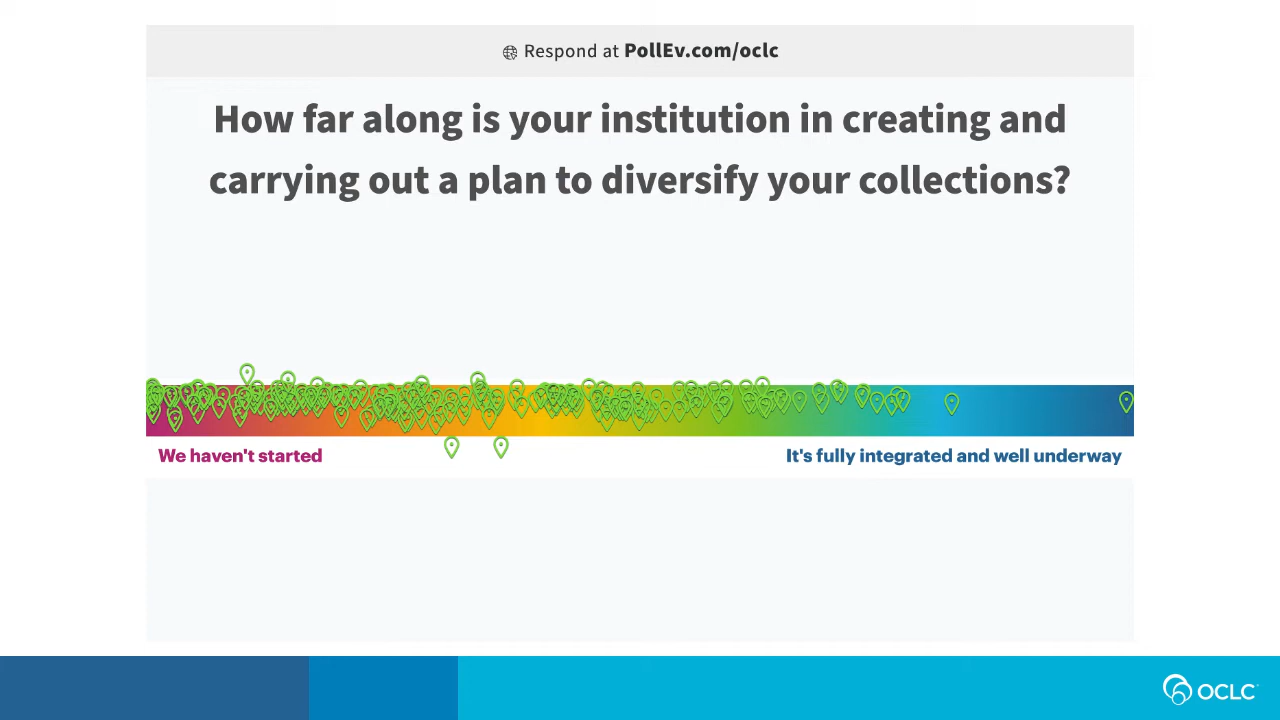 Respond at PollEv.com/oclc
How far along is your institution in creating and
carrying out a plan to diversify your collections?
We haven't started
It's fully integrated and well underway
OCLC